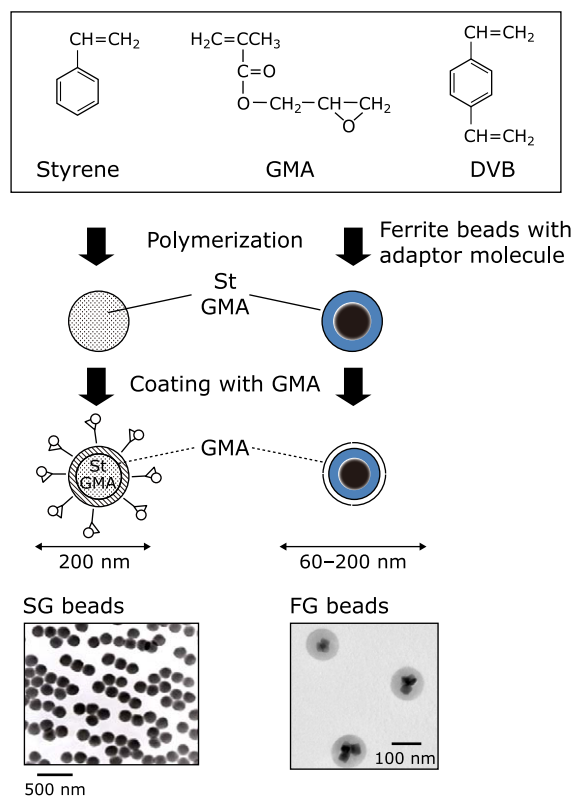 CH=CH2
H2C=C-CH3
C=O
O-CH2-CH-CH2
O
CH=CH2
CH=CH2
Styrene
GMA
DVB
Polymerization
Ferrite beads with
adaptor molecule
St
GMA
Coating with GMA
GMA
St
GMA
200 nm
60–200 nm
SG beads
FG beads
100 nm
500 nm